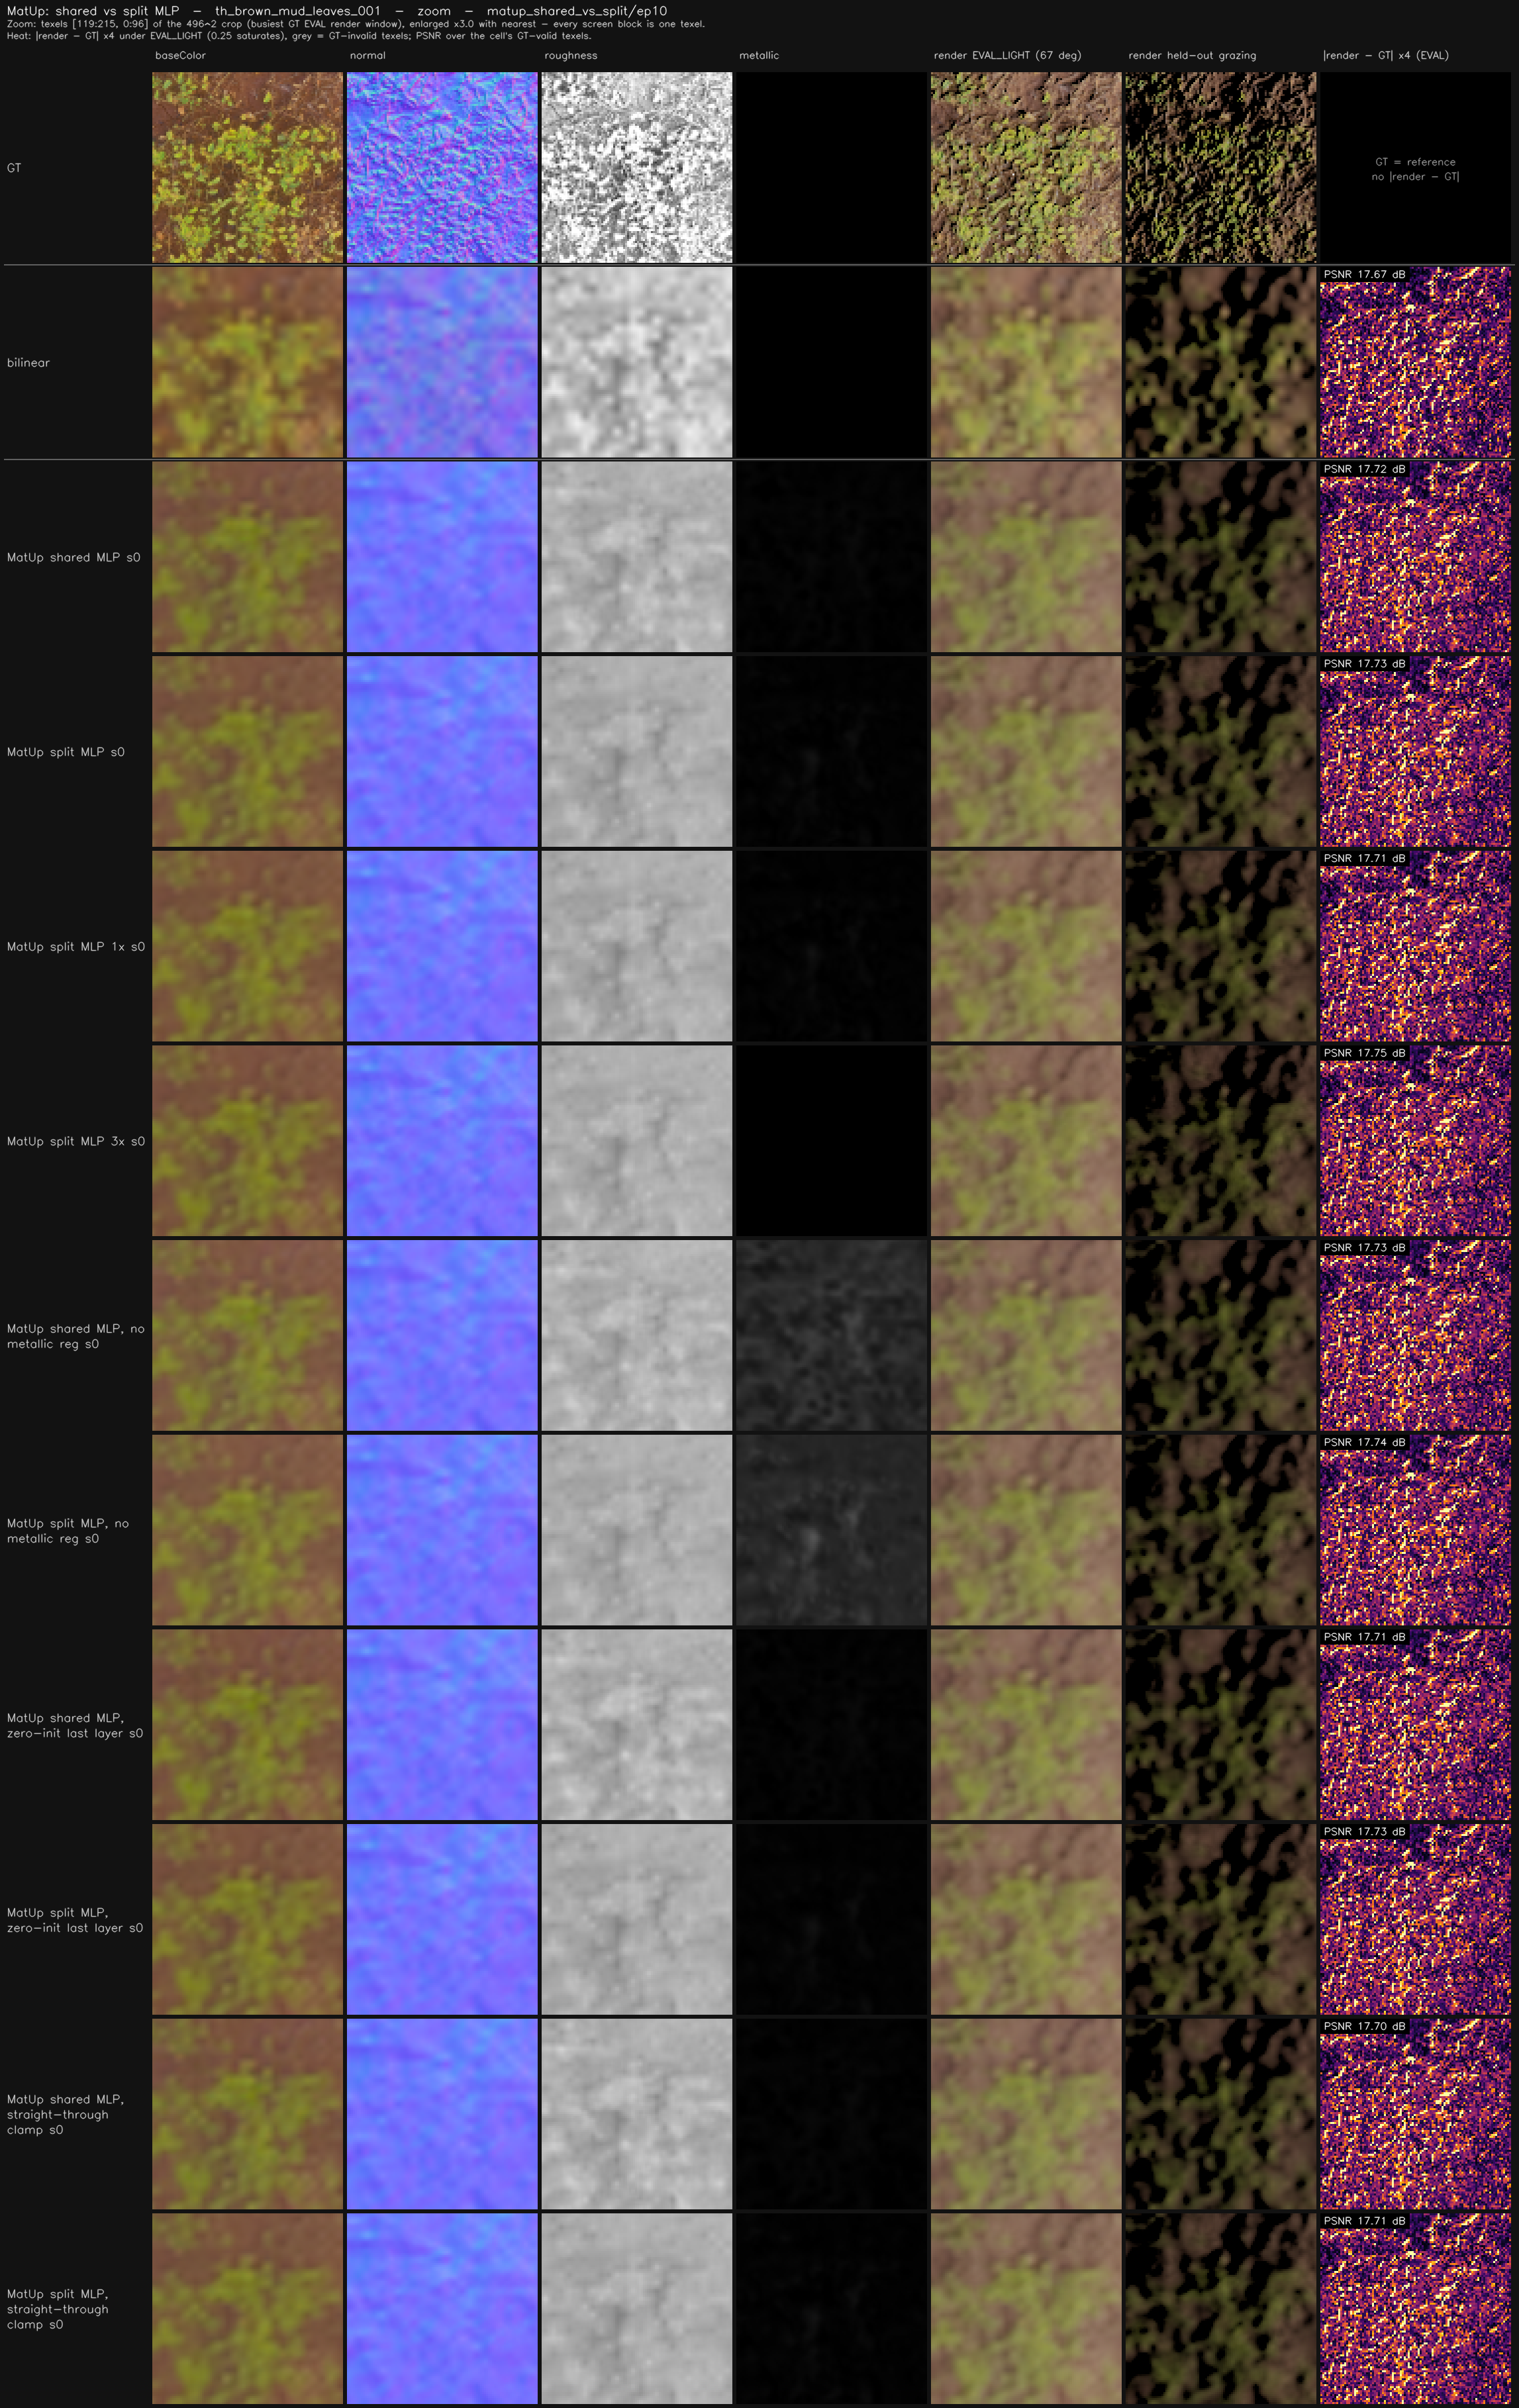 MatUp: shared vs split MLP — th_brown_mud_leaves_001 — zoom — matup_shared_vs_split/ep10
Zoom: texels [119:215, 0:96] of the 496^2 crop (busiest GT EVAL render window), enlarged x3.0 with nearest — every screen block is one texel.
Heat: |render − GT| x4 under EVAL_LIGHT (0.25 saturates), grey = GT-invalid texels; PSNR over the cell's GT-valid texels.
baseColor normal roughness metallic render EVAL_LIGHT (67 deg) render held-out grazing |render − GT| x4 (EVAL)
GT
GT = reference
no |render − GT|
bilinear
PSNR 17.67 dB
MatUp shared MLP s0
PSNR 17.72 dB
MatUp split MLP s0
PSNR 17.73 dB
MatUp split MLP 1x s0
PSNR 17.71 dB
MatUp split MLP 3x s0
PSNR 17.75 dB
MatUp shared MLP, no
metallic reg s0
PSNR 17.73 dB
MatUp split MLP, no
metallic reg s0
PSNR 17.74 dB
MatUp shared MLP,
zero-init last layer s0
PSNR 17.71 dB
MatUp split MLP,
zero-init last layer s0
PSNR 17.73 dB
MatUp shared MLP,
straight-through
clamp s0
PSNR 17.70 dB
MatUp split MLP,
straight-through
clamp s0
PSNR 17.71 dB